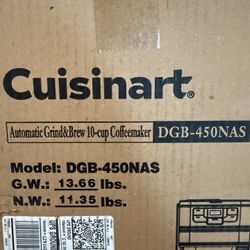 Cuisinart®
Automatic Grind&Brew 10-cup Coffeemaker DGB-450NAS
Model: DGB-450NAS
G.W.: 13.66 lbs.
N.W.: 11.35 lbs.